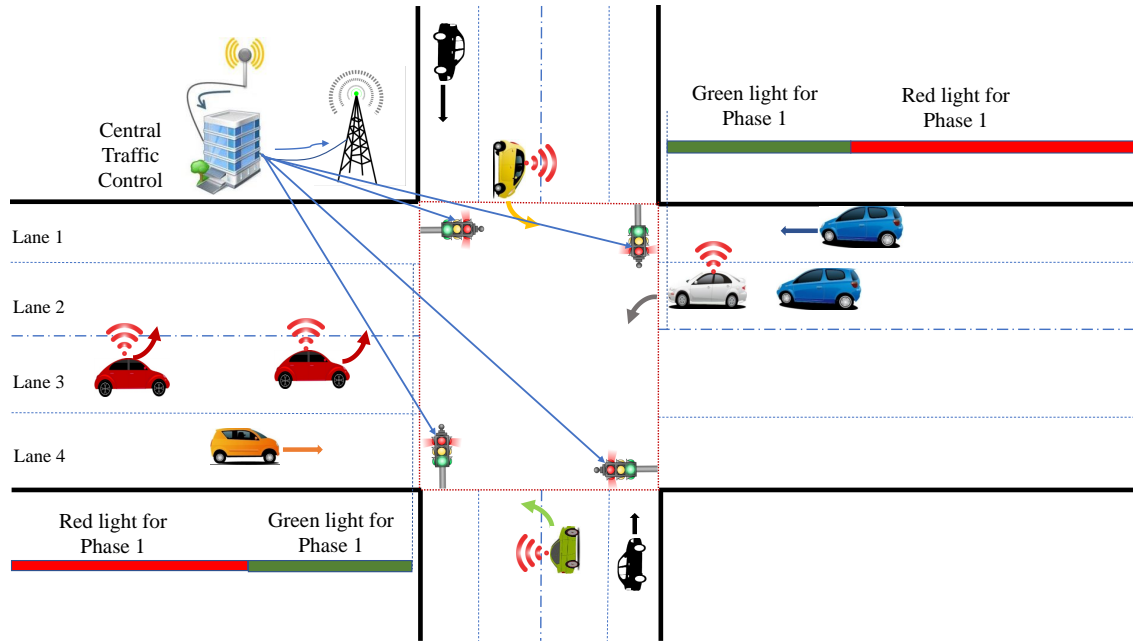 Central
Traffic
Control
Green light for
Phase 1
Red light for
Phase 1
Lane 1
Lane 2
Lane 3
Lane 4
Red light for
Phase 1
Green light for
Phase 1